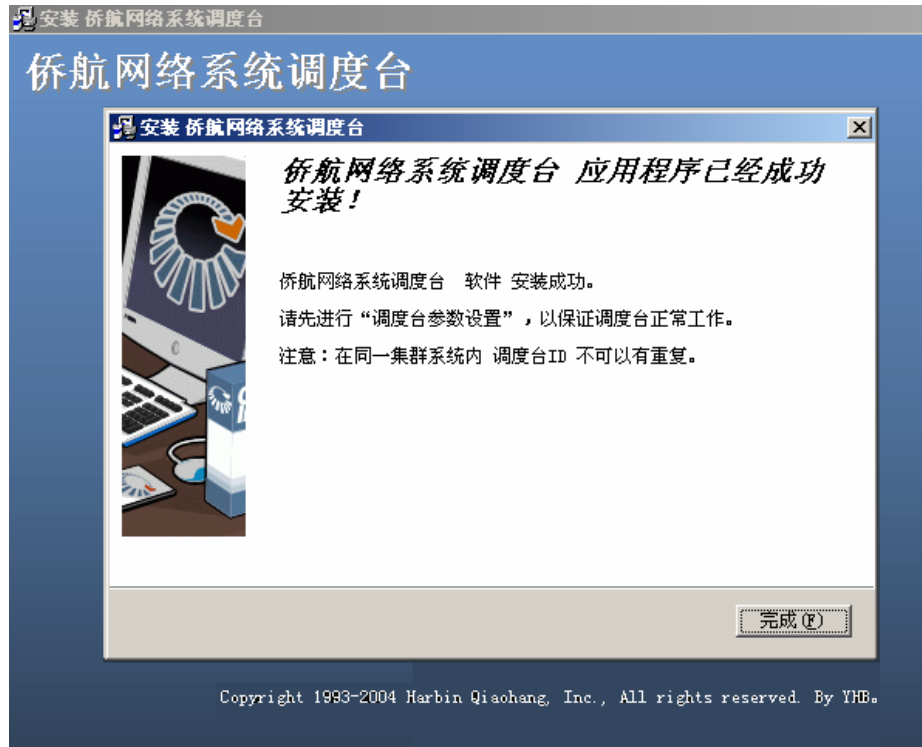 安装 侨航网络系统调度台
侨航网络系统调度台
安装 侨航网络系统调度台
侨航网络系统调度台 应用程序已经成功
安装！
侨航网络系统调度台 软件 安装成功。
请先进行“调度台参数设置”，以保证调度台正常工作。
注意：在同一集群系统内 调度台ID 不可以有重复。
完成(F)
Copyright 1993-2004 Harbin Qiaohang, Inc., All rights reserved. By YHB。